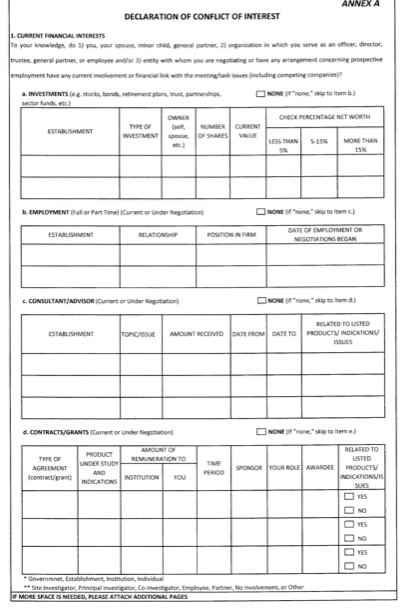 ANNEX A
DECLARATION OF CONFLICT OF INTEREST
1. CURRENT FINANCIAL INTERESTS
To your knowledge, do 1) you, your spouse, minor child, general partner, 2) organization in which you serve as an officer, director,
trustee, general partner, or employee and/or 3) entity with whom you are negotiating or have any arrangement concerning prospective
employment have any current involvement or financial link with the meeting/task issues (including competing companies)?
a. INVESTMENTS (e.g. stocks, bonds, retirement plans, trust, partnerships, NONE (If "none," skip to Item b.)
sector funds, etc.)
ESTABLISHMENT TYPE OF INVESTMENT OWNER (self, spouse, etc.) NUMBER OF SHARES CURRENT VALUE CHECK PERCENTAGE NET WORTH
LESS THAN 5% 5-15% MORE THAN 15%
b. EMPLOYMENT (Full or Part Time) (Current or Under Negotiation) NONE (If "none," skip to Item c.)
ESTABLISHMENT RELATIONSHIP POSITION IN FIRM DATE OF EMPLOYMENT OR NEGOTIATIONS BEGAN
c. CONSULTANT/ADVISOR (Current or Under Negotiation) NONE (If "none," skip to Item d.)
ESTABLISHMENT TOPIC/ISSUE AMOUNT RECEIVED DATE FROM DATE TO RELATED TO LISTED PRODUCTS/ INDICATIONS/ ISSUES
d. CONTRACTS/GRANTS (Current or Under Negotiation) NONE (If "none," skip to Item e.)
TYPE OF AGREEMENT (contract/grant) PRODUCT UNDER STUDY AND INDICATIONS AMOUNT OF REMUNERATION TO TIME PERIOD SPONSOR YOUR ROLE AWARDEE RELATED TO LISTED PRODUCTS/ INDICATIONS/IS SUES
INSTITUTION YOU
YES
NO
YES
NO
YES
NO
* Government, Establishment, Institution, Individual
** Site Investigator, Principal Investigator, Co-Investigator, Employee, Partner, No Involvement, or Other
IF MORE SPACE IS NEEDED, PLEASE ATTACH ADDITIONAL PAGES